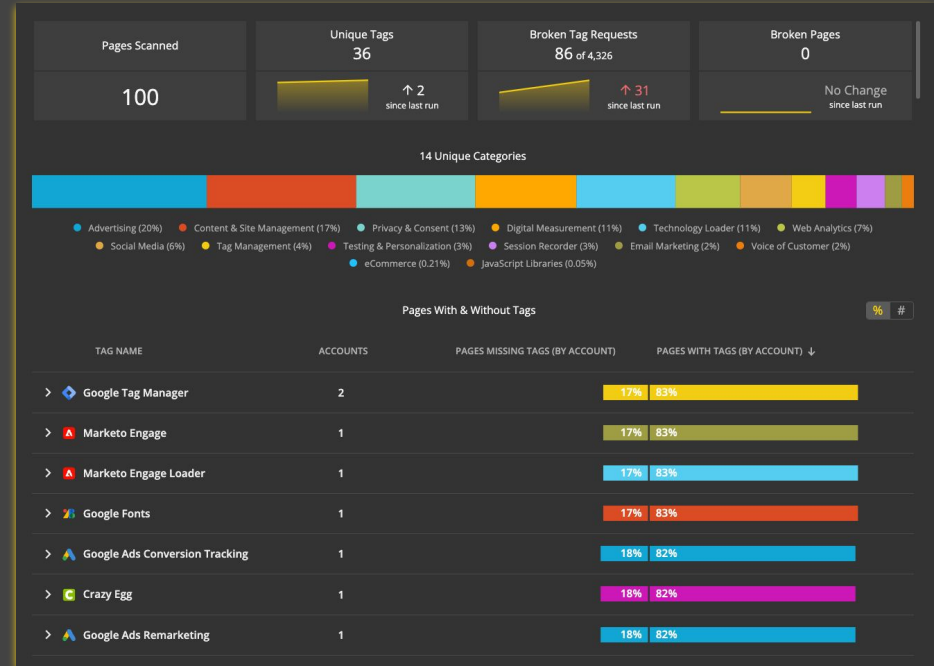 Pages Scanned
100
Unique Tags
36
↑ 2
since last run
Broken Tag Requests
86 of 4,326
↑ 31
since last run
Broken Pages
0
No Change
since last run
14 Unique Categories
Advertising (20%) Content & Site Management (17%) Privacy & Consent (13%) Digital Measurement (11%) Technology Loader (11%) Web Analytics (7%)
Social Media (6%) Tag Management (4%) Testing & Personalization (3%) Session Recorder (3%) Email Marketing (2%) Voice of Customer (2%)
eCommerce (0.21%) JavaScript Libraries (0.05%)
Pages With & Without Tags
% #
TAG NAME ACCOUNTS PAGES MISSING TAGS (BY ACCOUNT) PAGES WITH TAGS (BY ACCOUNT) ↓
Google Tag Manager 2 17% 83%
Marketo Engage 1 17% 83%
Marketo Engage Loader 1 17% 83%
Google Fonts 1 17% 83%
Google Ads Conversion Tracking 1 18% 82%
Crazy Egg 1 18% 82%
Google Ads Remarketing 1 18% 82%